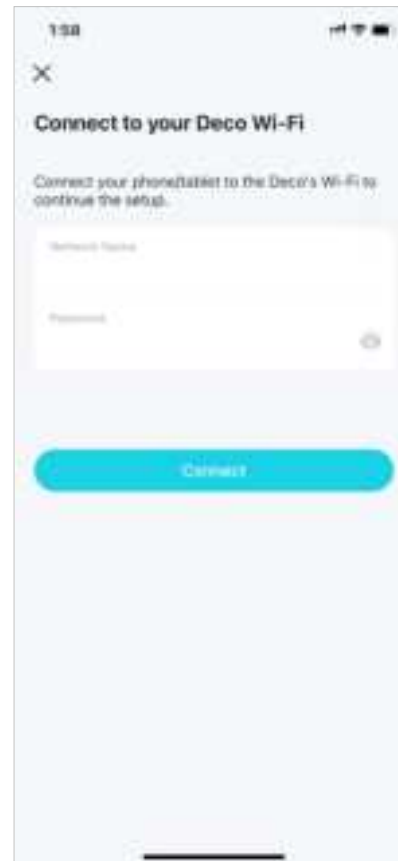 1:58
Connect to your Deco Wi-Fi
Connect your phone/tablet to the Deco's Wi-Fi to
continue the setup.
Network Name
Password
Connect